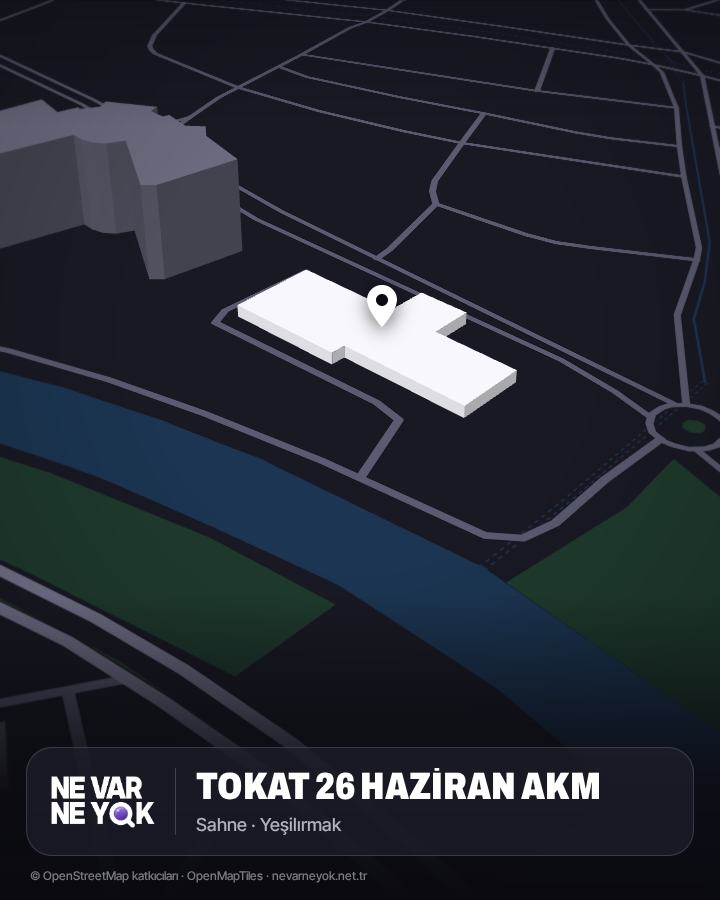 NE VAR
NE YOK
TOKAT 26 HAZİRAN AKM
Sahne · Yeşilırmak
© OpenStreetMap katkıcıları · OpenMapTiles · nevarneyok.net.tr